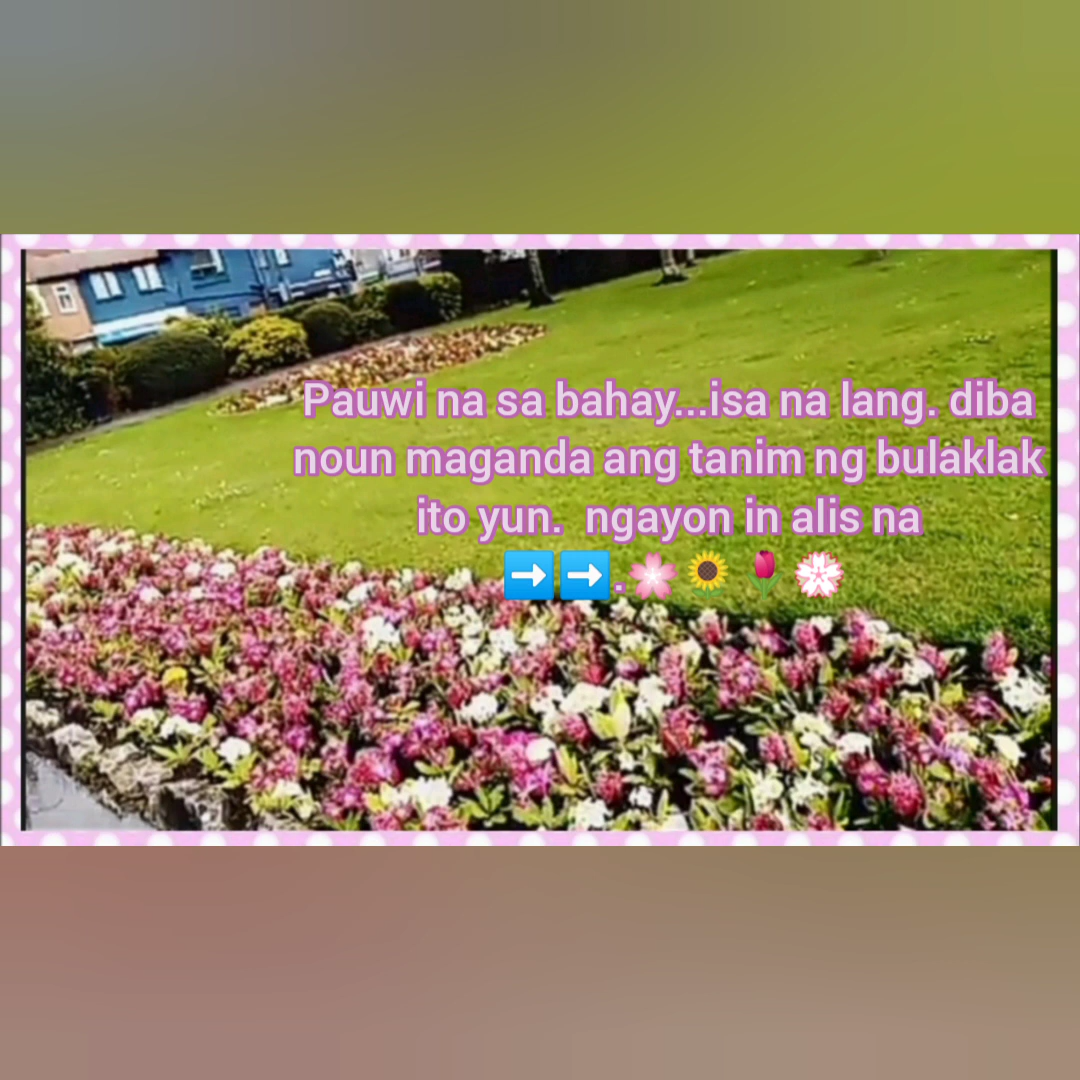 Pauwi na sa bahay...isa na lang. diba
noun maganda ang tanim ng bulaklak
ito yun.  ngayon in alis na
➡️➡️.🌸🌻🌷💮